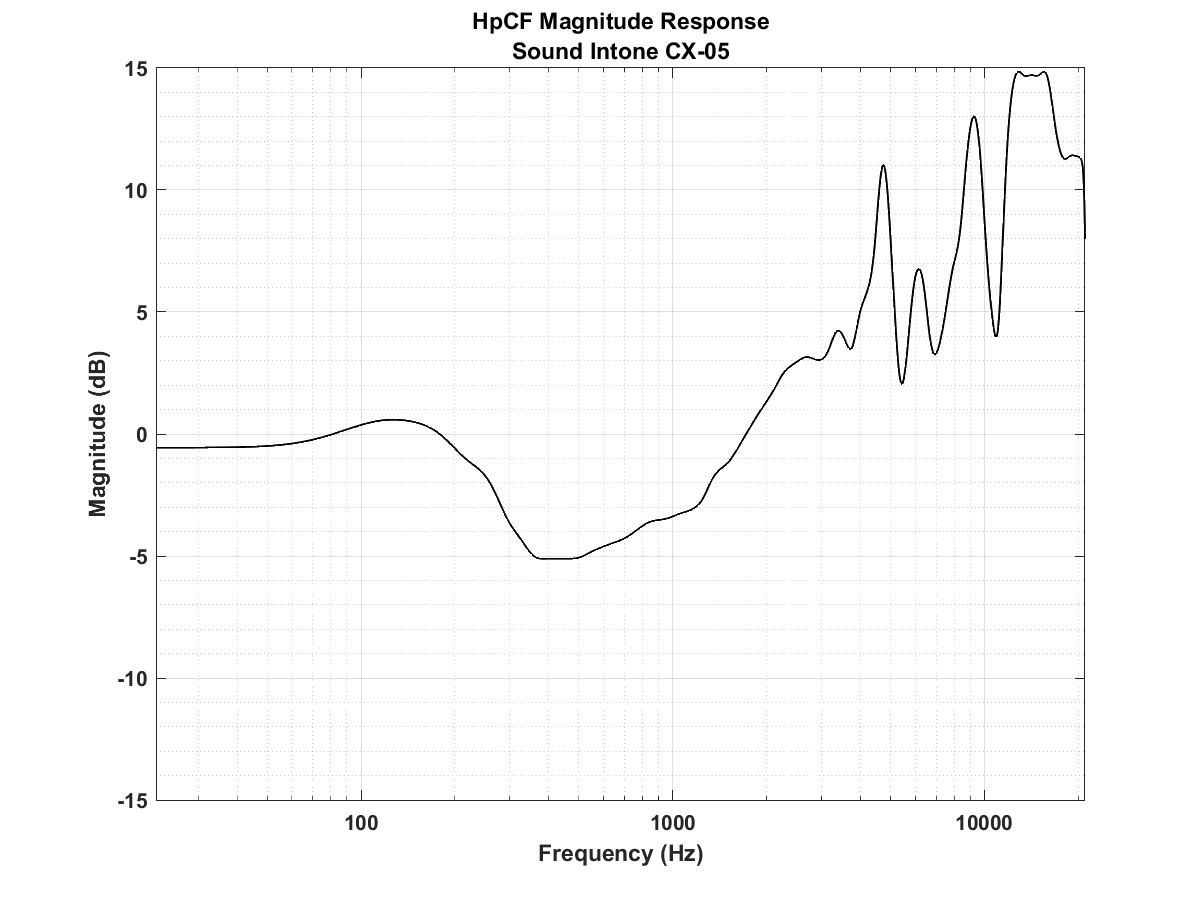 HpCF Magnitude Response
Sound Intone CX-05
15
10
5
0
-5
-10
-15
Magnitude (dB)
100
1000
10000
Frequency (Hz)